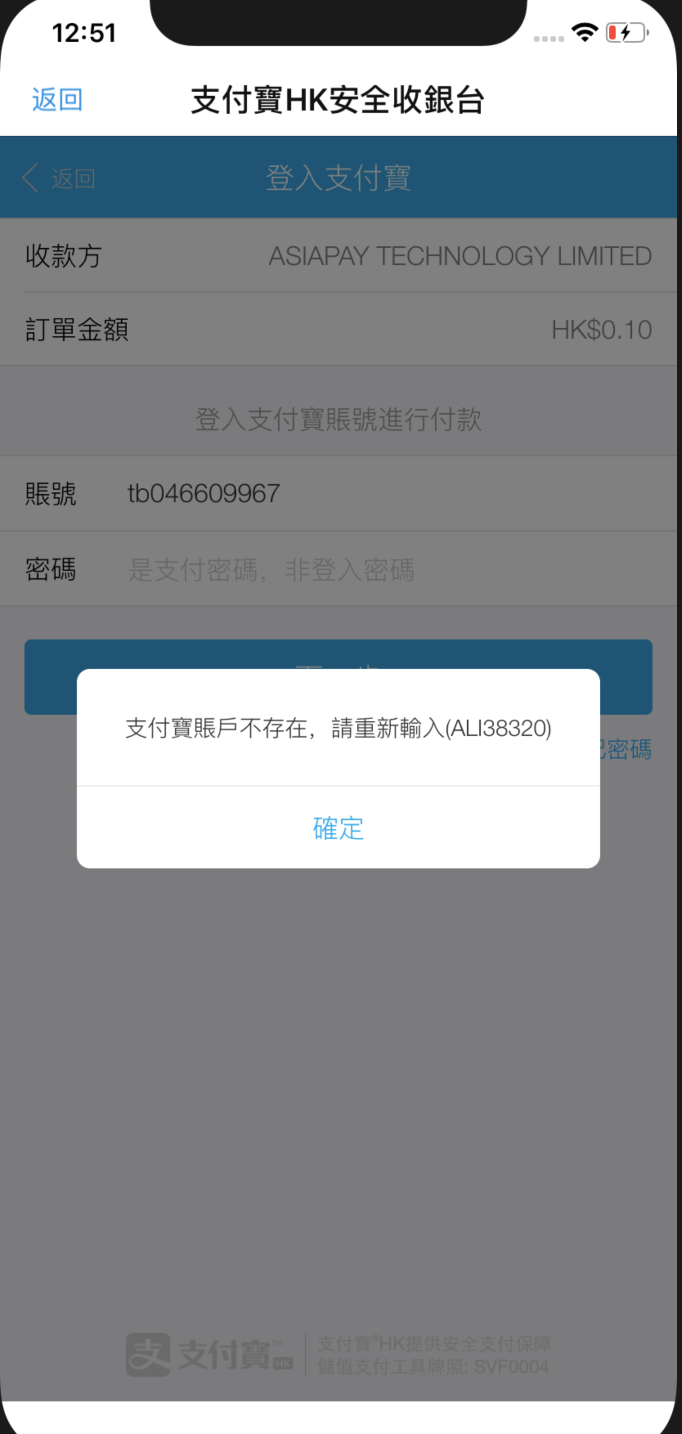 12:51
返回
支付寶HK安全收銀台
返回
登入支付寶
收款方
ASIAPAY TECHNOLOGY LIMITED
訂單金額
HK$0.10
登入支付寶賬號進行付款
賬號
tb046609967
密碼
是支付密碼，非登入密碼
支付寶賬戶不存在，請重新輸入(ALI38320)
密碼
確定
支 支付寶™HK
支付寶®HK提供安全支付保障
儲值支付工具牌照: SVF0004